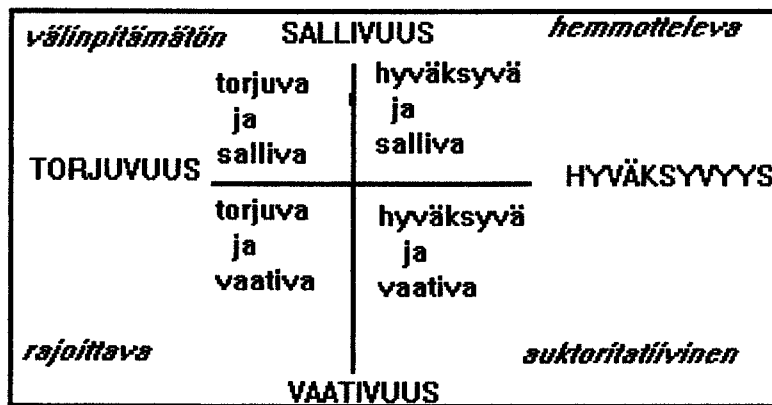 välinpitämätön
SALLIVUUS
hemmotteleva
torjuva
ja
salliva
hyväksyvä
ja
salliva
TORJUVUUS
HYVÄKSYVYYS
torjuva
ja
vaativa
hyväksyvä
ja
vaativa
rajoittava
auktoritatiivinen
VAATIVUUS